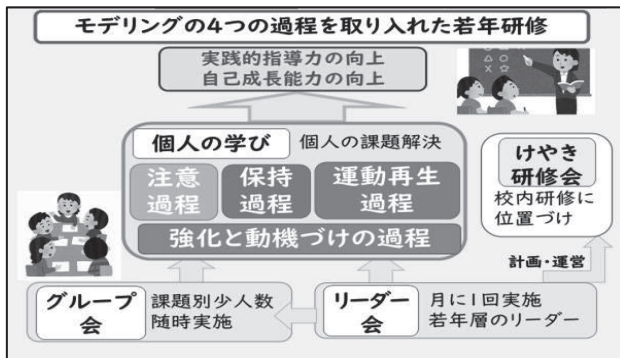 モデリングの4つの過程を取り入れた若年研修
実践的指導力の向上
自己成長能力の向上
個人の学び 個人の課題解決
注意
過程
保持
過程
運動再生
過程
強化と動機づけの過程
けやき
研修会
校内研修に
位置づけ
計画・運営
グループ
会
課題別少人数
随時実施
リーダー
会
月に1回実施
若年層のリーダー